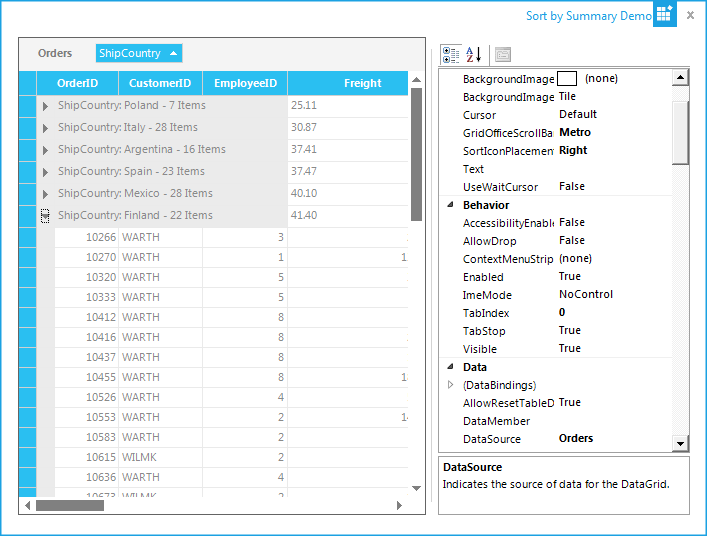 Sort by Summary Demo
Orders ShipCountry
OrderID CustomerID EmployeeID Freight
ShipCountry: Poland - 7 Items 25.11
ShipCountry: Italy - 28 Items 30.87
ShipCountry: Argentina - 16 Items 37.41
ShipCountry: Spain - 23 Items 37.47
ShipCountry: Mexico - 28 Items 40.10
ShipCountry: Finland - 22 Items 41.40
10266 WARTH 3
10270 WARTH 1 1
10320 WARTH 5
10333 WARTH 5
10412 WARTH 8
10416 WARTH 8
10437 WARTH 8
10455 WARTH 8 1
10526 WARTH 4
10553 WARTH 2 14
10583 WARTH 2
10615 WILMK 2
10636 WARTH 4
10673 WILMK 2
A
Z
BackgroundImage (none)
BackgroundImage Tile
Cursor Default
GridOfficeScrollBa Metro
SortIconPlacement Right
Text
UseWaitCursor False
Behavior
AccessibilityEnable False
AllowDrop False
ContextMenuStrip (none)
Enabled True
ImeMode NoControl
TabIndex 0
TabStop True
Visible True
Data
(DataBindings)
AllowResetTableD True
DataMember
DataSource Orders
DataSource
Indicates the source of data for the DataGrid.